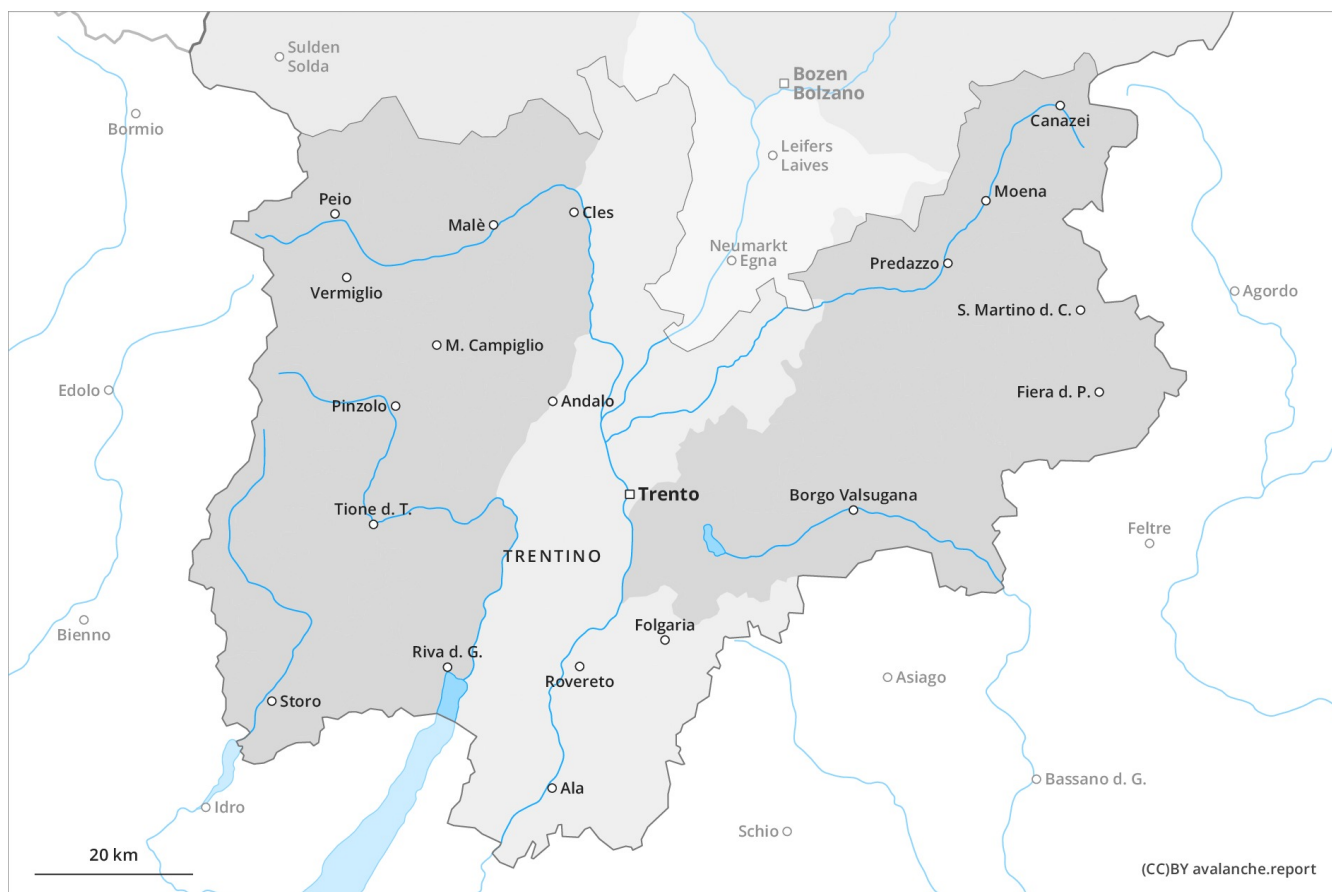 Sulden
Solda
Bozen
Bolzano
Bormio
Canazei
Leifers
Laives
Moena
Peio
Malè
Cles
Neumarkt
Egna
Predazzo
Vermiglio
Agordo
S. Martino d. C.
M. Campiglio
Edolo
Pinzolo
Andalo
Fiera d. P.
Trento
Borgo Valsugana
Tione d. T.
Feltre
TRENTINO
Bienno
Folgaria
Riva d. G.
Rovereto
Asiago
Storo
Bassano d. G.
Ala
Idro
Schio
20 km
(CC)BY avalanche.report